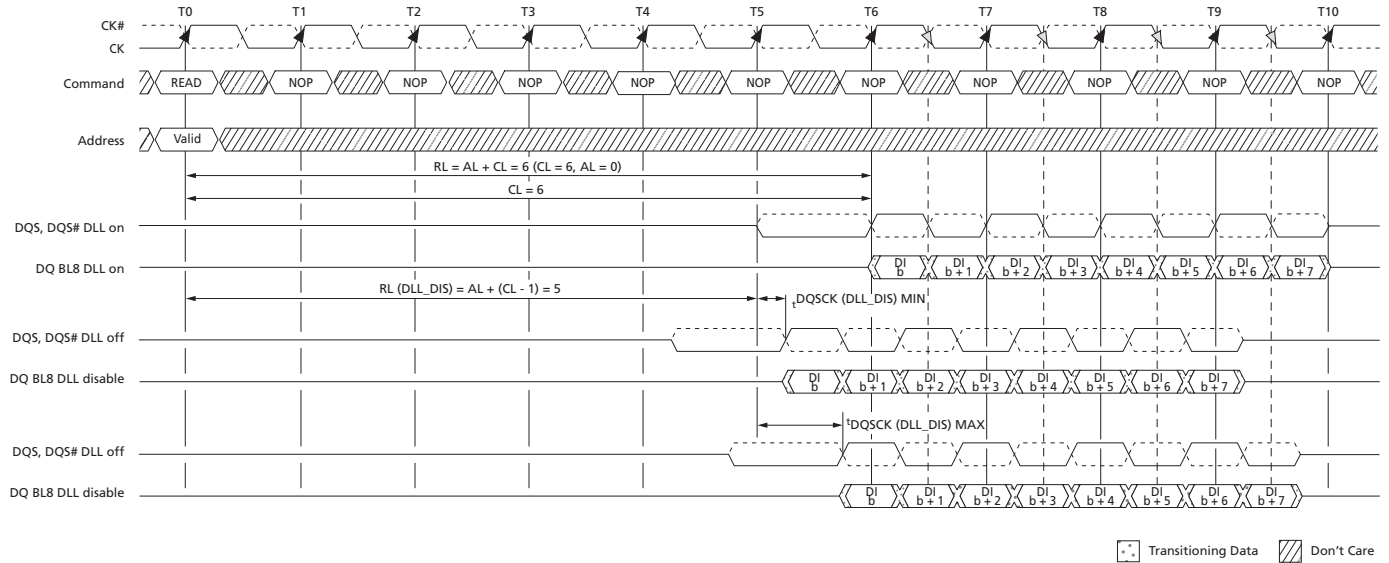 T0 T1 T2 T3 T4 T5 T6 T7 T8 T9 T10
CK#
CK
Command READ NOP NOP NOP NOP NOP NOP NOP NOP NOP NOP
Address Valid
RL = AL + CL = 6 (CL = 6, AL = 0)
CL = 6
DQS, DQS# DLL on
DQ BL8 DLL on DI b DI b + 1 DI b + 2 DI b + 3 DI b + 4 DI b + 5 DI b + 6 DI b + 7
RL (DLL_DIS) = AL + (CL - 1) = 5
tDQSCK (DLL_DIS) MIN
DQS, DQS# DLL off
DQ BL8 DLL disable DI b DI b + 1 DI b + 2 DI b + 3 DI b + 4 DI b + 5 DI b + 6 DI b + 7
tDQSCK (DLL_DIS) MAX
DQS, DQS# DLL off
DQ BL8 DLL disable DI b DI b + 1 DI b + 2 DI b + 3 DI b + 4 DI b + 5 DI b + 6 DI b + 7
Transitioning Data Don't Care